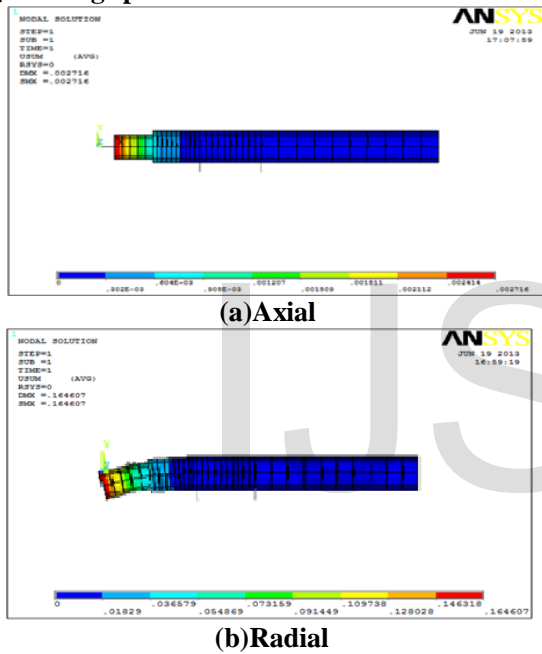 1
NODAL SOLUTION
STEP=1
SUB =1
TIME=1
USUM (AVG)
RSYS=0
DMX =.002716
SMX =.002716
ANSYS
JUN 19 2013
17:07:59
Y
0 .604E-03 .001207 .001811 .002414
.302E-03 .905E-03 .001509 .002112 .002716
(a)Axial
1
NODAL SOLUTION
STEP=1
SUB =1
TIME=1
USUM (AVG)
RSYS=0
DMX =.164607
SMX =.164607
ANSYS
JUN 19 2013
16:59:19
Y
0 .036579 .073159 .109738 .146318
.01829 .054869 .091449 .128028 .164607
(b)Radial
IJS